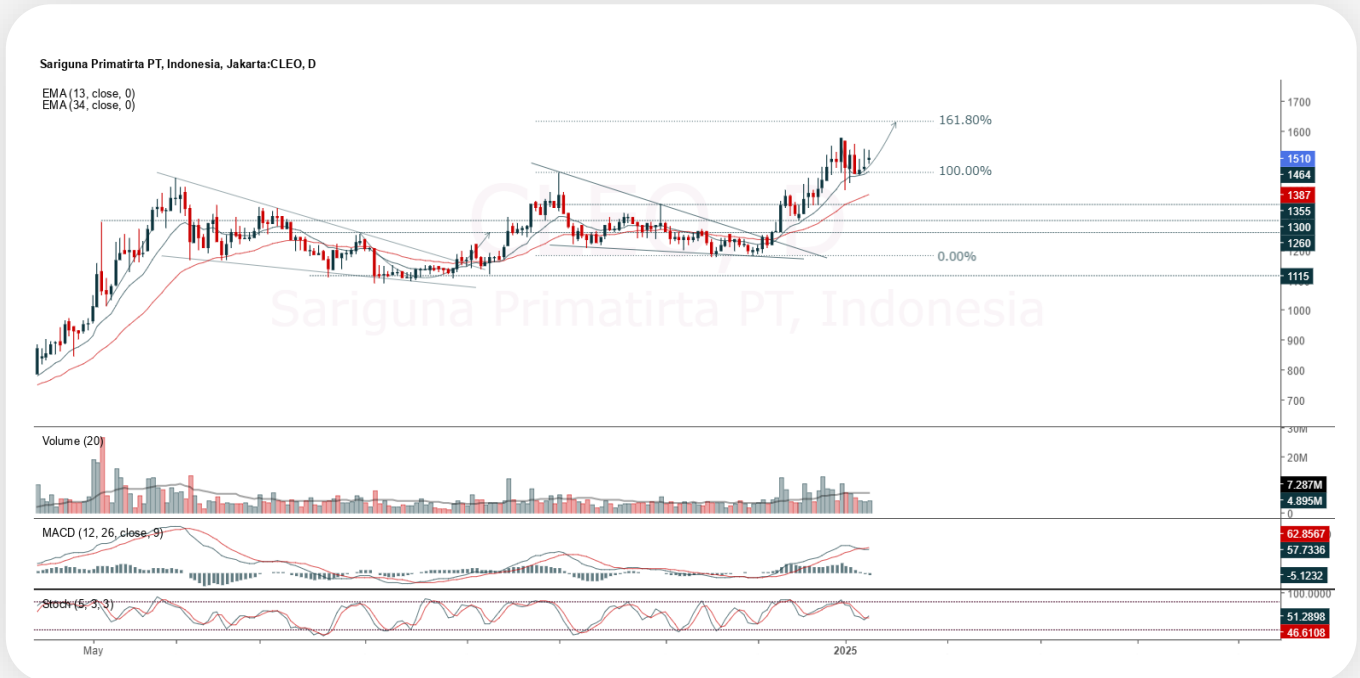 Sariguna Primatirta PT, Indonesia, Jakarta:CLEO, D
EMA (13, close, 0)
EMA (34, close, 0)
CLEO, D
Sariguna Primatirta PT, Indonesia
161.80%
100.00%
0.00%
1700
1600
1510
1464
1387
1355
1300
1260
1200
1115
1000
900
800
700
Volume (20)
30M
20M
7.287M
4.895M
0
MACD (12, 26, close, 9)
62.8567
57.7336
-5.1232
Stoch (5, 3, 3)
100.0000
51.2898
46.6108
May
2025